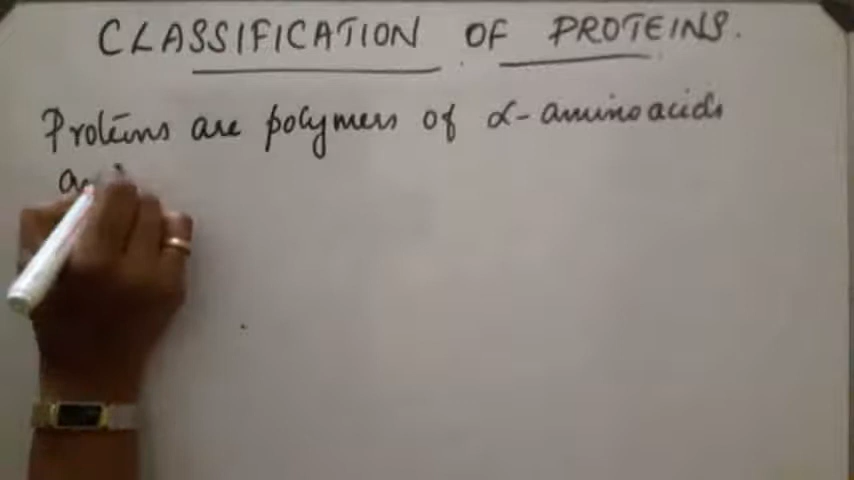 CLASSIFICATION OF PROTEINS.
Proteins are polymers of α-aminoacids